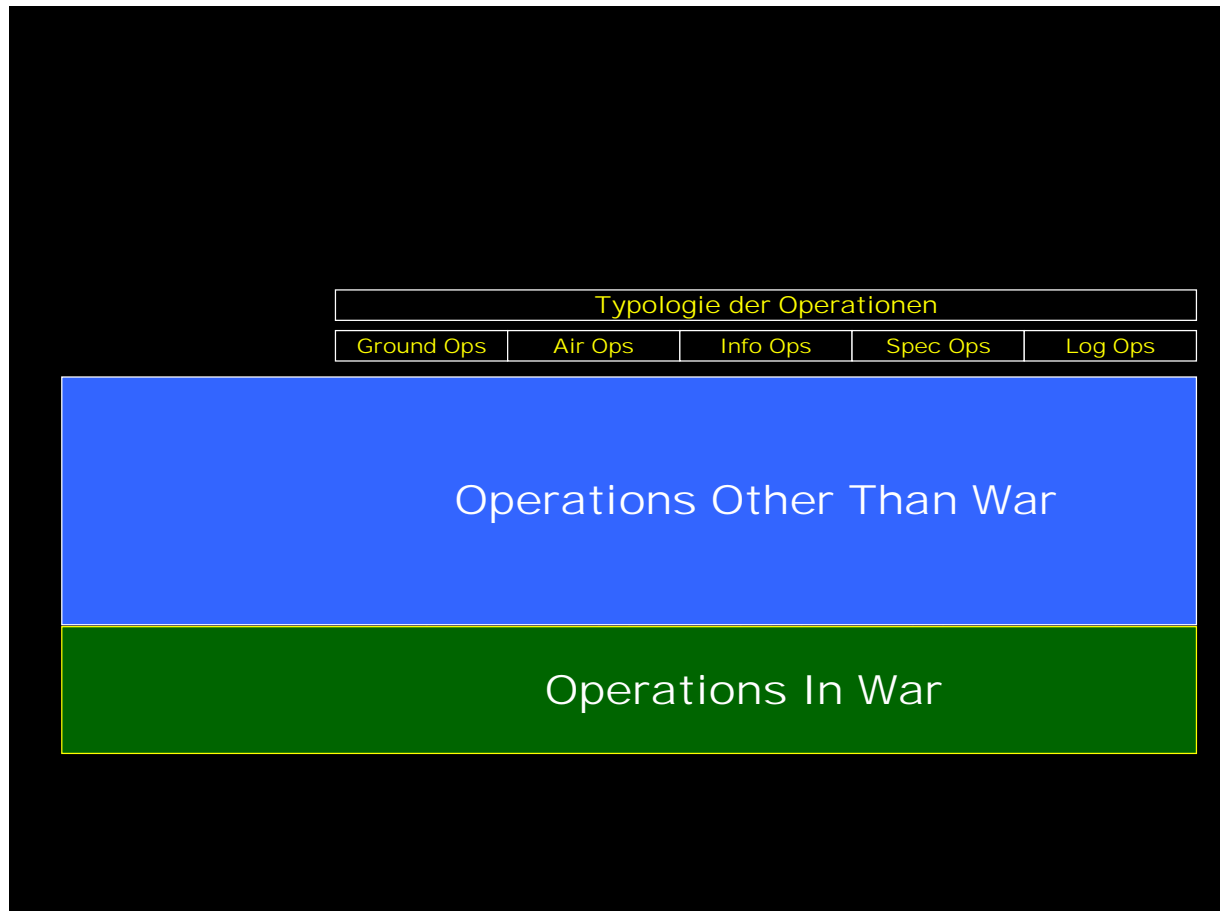 Typologie der Operationen
Ground Ops Air Ops Info Ops Spec Ops Log Ops
Operations Other Than War
Operations In War